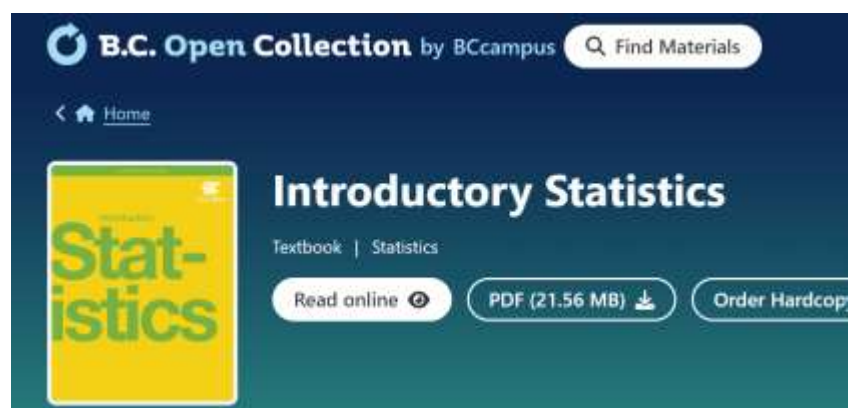 B.C. Open Collection by BCcampus
Find Materials
Home
Stat-
istics
Introductory Statistics
Textbook | Statistics
Read online
PDF (21.56 MB)
Order Hardcopy